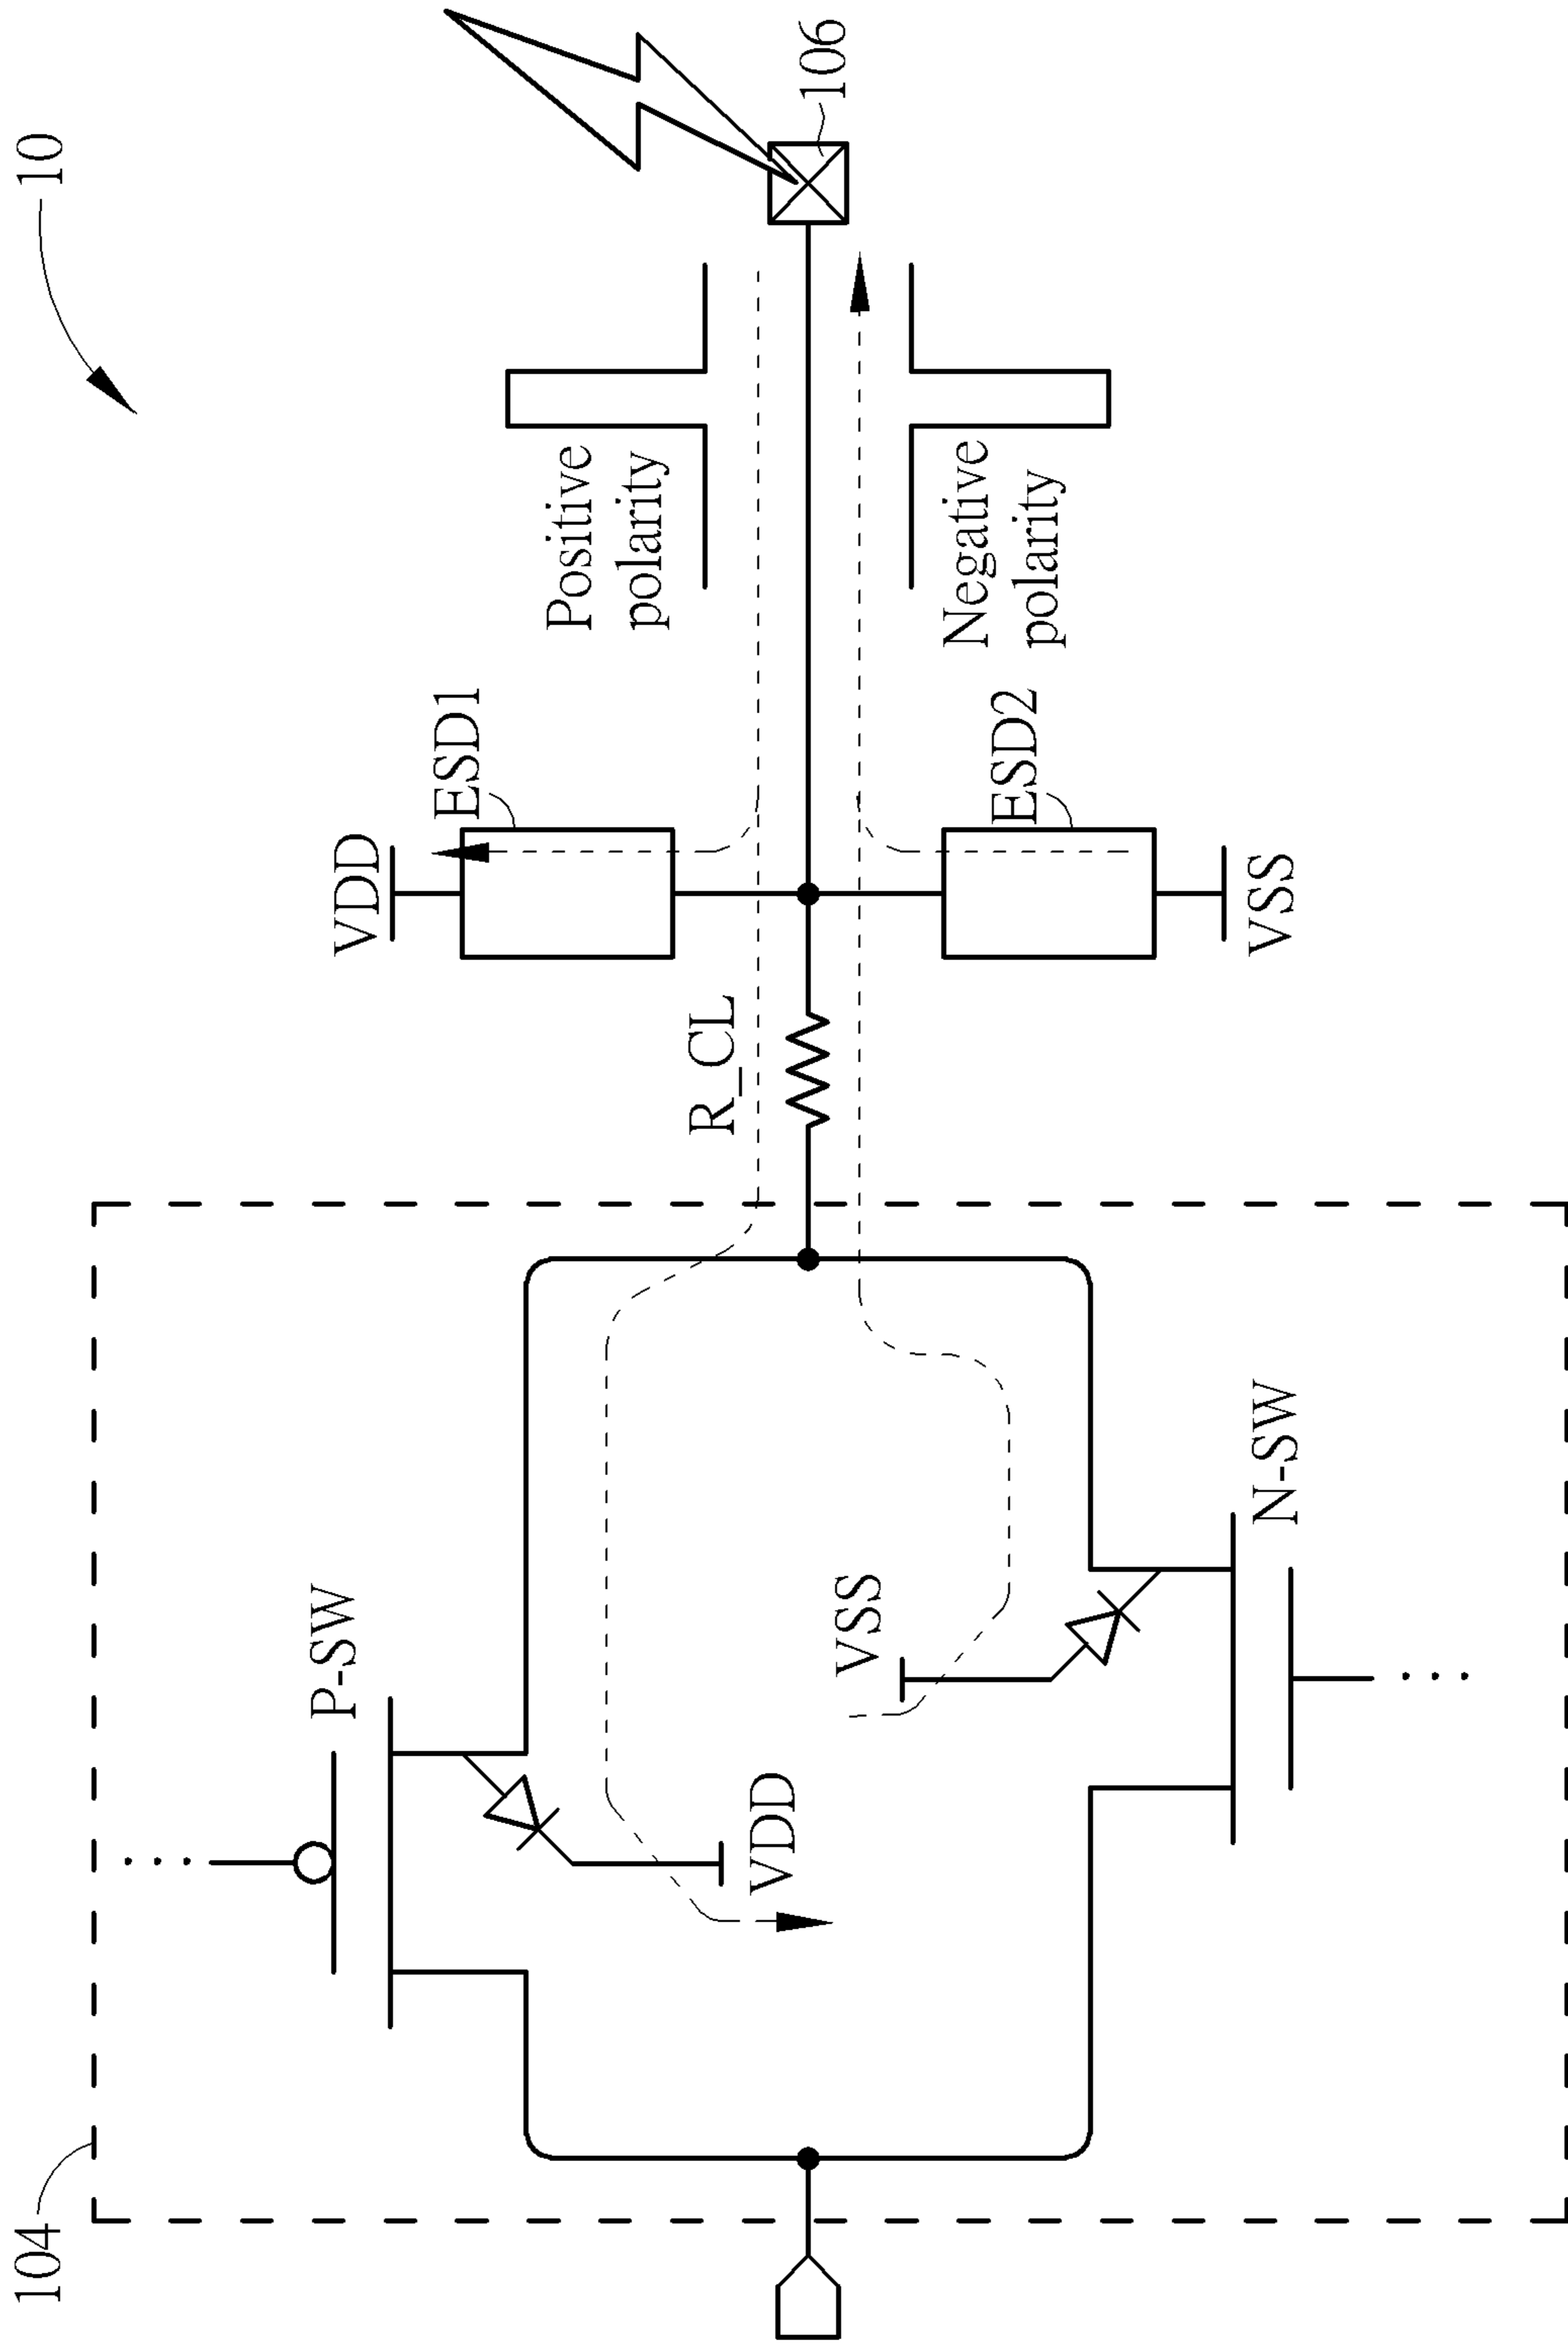 10
104
P-SW
VDD
VSS
N-SW
R_CL
VDD
ESD1
ESD2
VSS
Positive
polarity
Negative
polarity
106